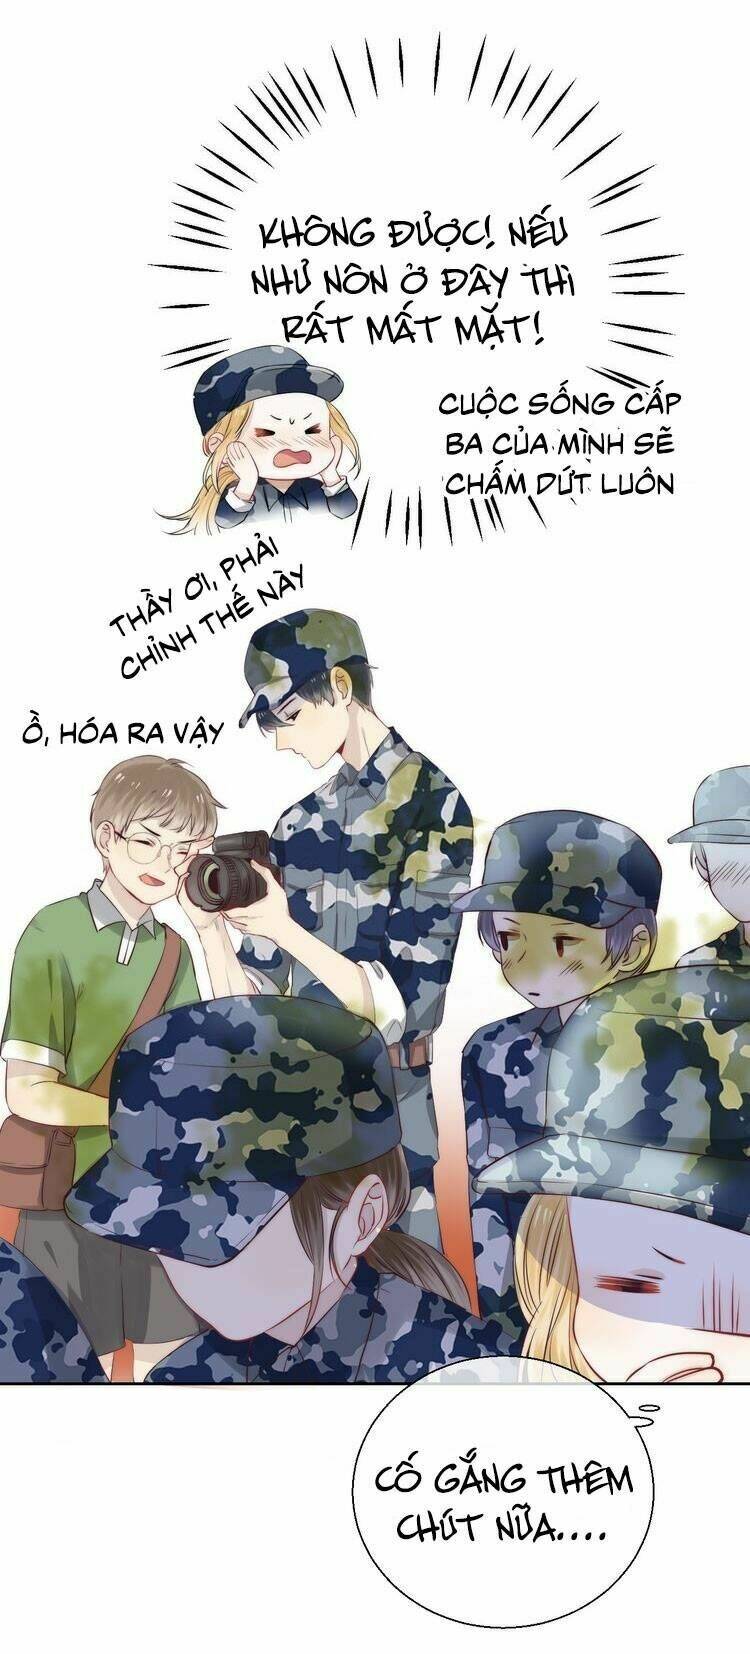 KHÔNG ĐƯỢC! NẾU
NHƯ NÔN Ở ĐÂY THÌ
RẤT MẤT MẶT!
CUỘC SỐNG CẤP
BA CỦA MÌNH SẼ
CHẤM DỨT LUÔN
THẦY ƠI, PHẢI
CHỈNH THẾ NÀY
Ồ, HÓA RA VẬY
CỐ GẮNG THÊM
CHÚT NỮA....